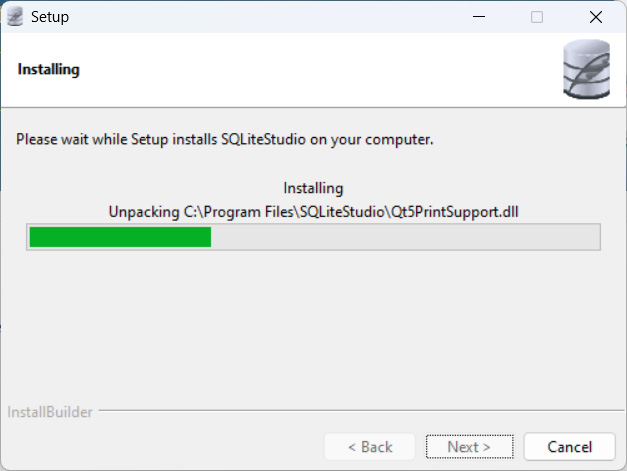 Setup
Installing
Please wait while Setup installs SQLiteStudio on your computer.
Installing
Unpacking C:\Program Files\SQLiteStudio\Qt5PrintSupport.dll
InstallBuilder
< Back
Next >
Cancel